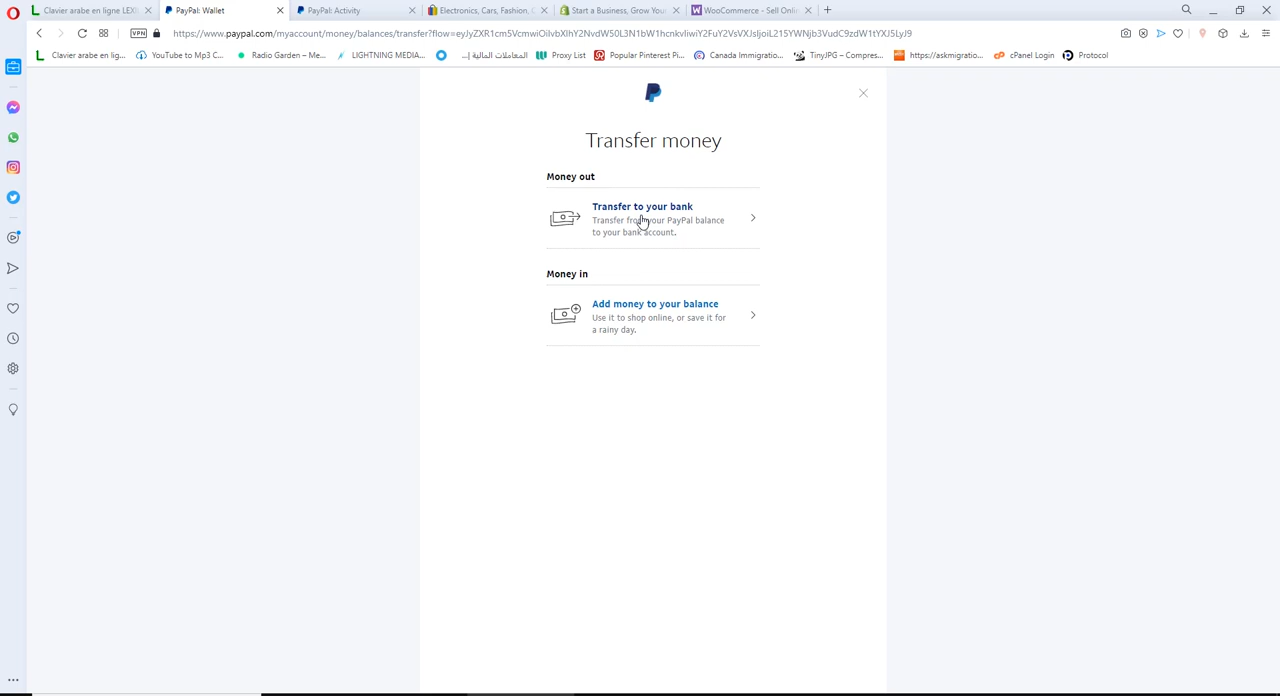 Clavier arabe en ligne LEXI
PayPal: Wallet
PayPal: Activity
Electronics, Cars, Fashion, C
Start a Business, Grow Your
WooCommerce - Sell Onli
VPN
Clavier arabe en lig...
YouTube to Mp3 C...
Radio Garden – Me...
LIGHTNING MEDIA...
المعاملات المالية إ...
Proxy List
Popular Pinterest Pi...
Canada Immigratio...
TinyJPG – Compres...
https://askmigratio...
cPanel Login
Protocol
Transfer money
Money out
Transfer to your bank
Transfer from your PayPal balance
to your bank account.
Money in
Add money to your balance
Use it to shop online, or save it for
a rainy day.